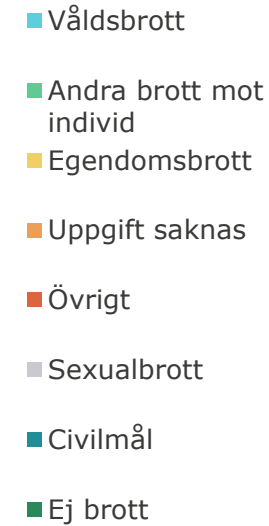 Våldsbrott
Andra brott mot
individ
Egendomsbrott
Uppgift saknas
Övrigt
Sexualbrott
Civilmål
Ej brott